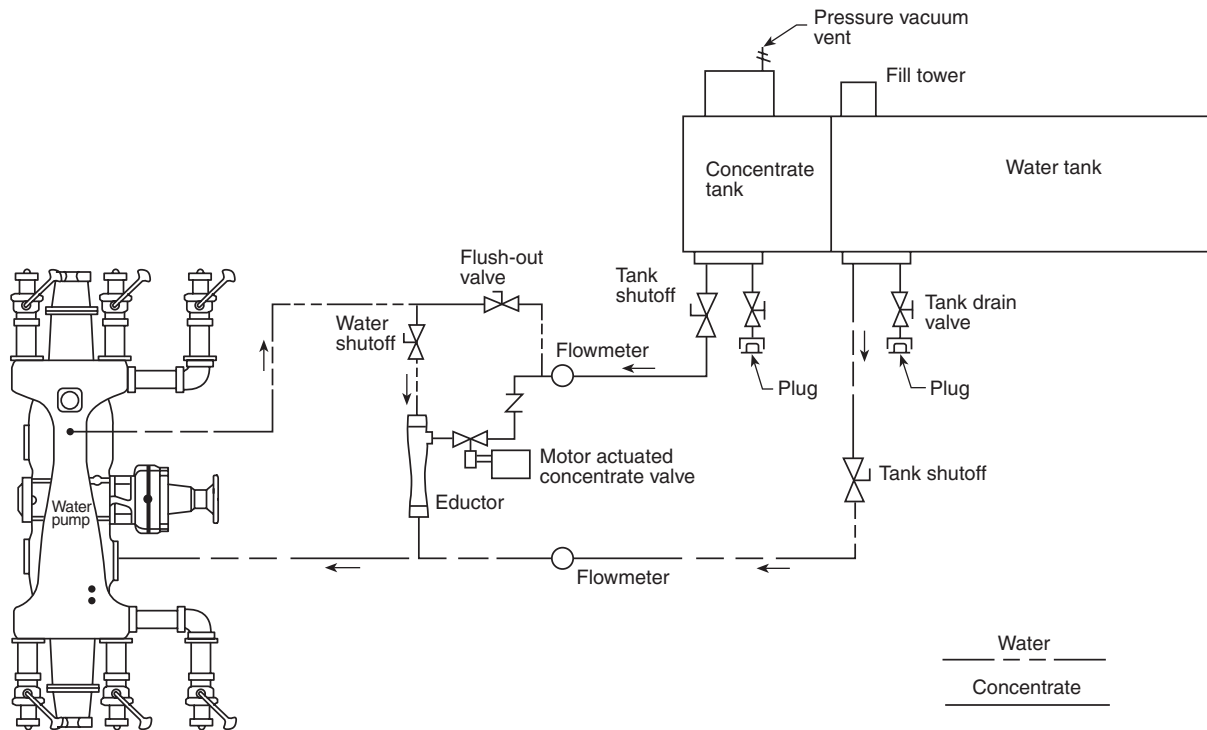 Pressure vacuum
vent
Fill tower
Concentrate
tank
Water tank
Flush-out
valve
Tank
shutoff
Tank drain
valve
Water
shutoff
Flowmeter
Plug
Plug
Motor actuated
concentrate valve
Tank shutoff
Eductor
Water
pump
Flowmeter
Water
Concentrate